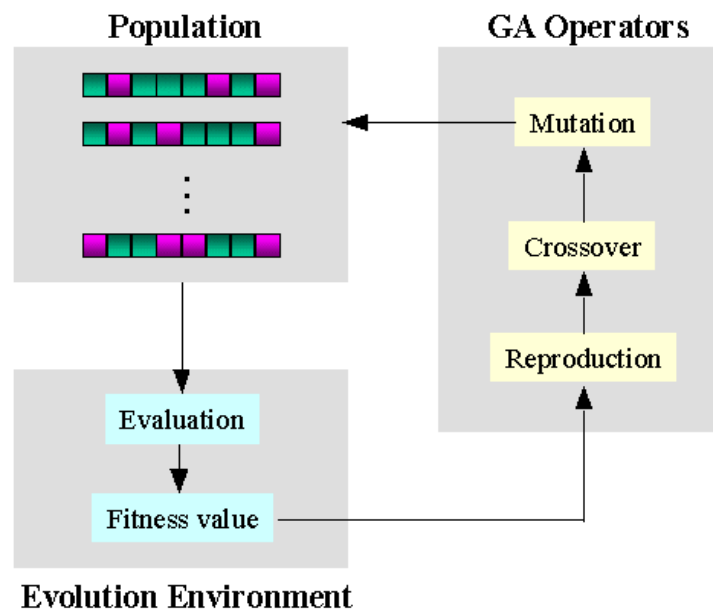 Population
GA Operators
Mutation
Crossover
Reproduction
Evaluation
Fitness value
Evolution Environment